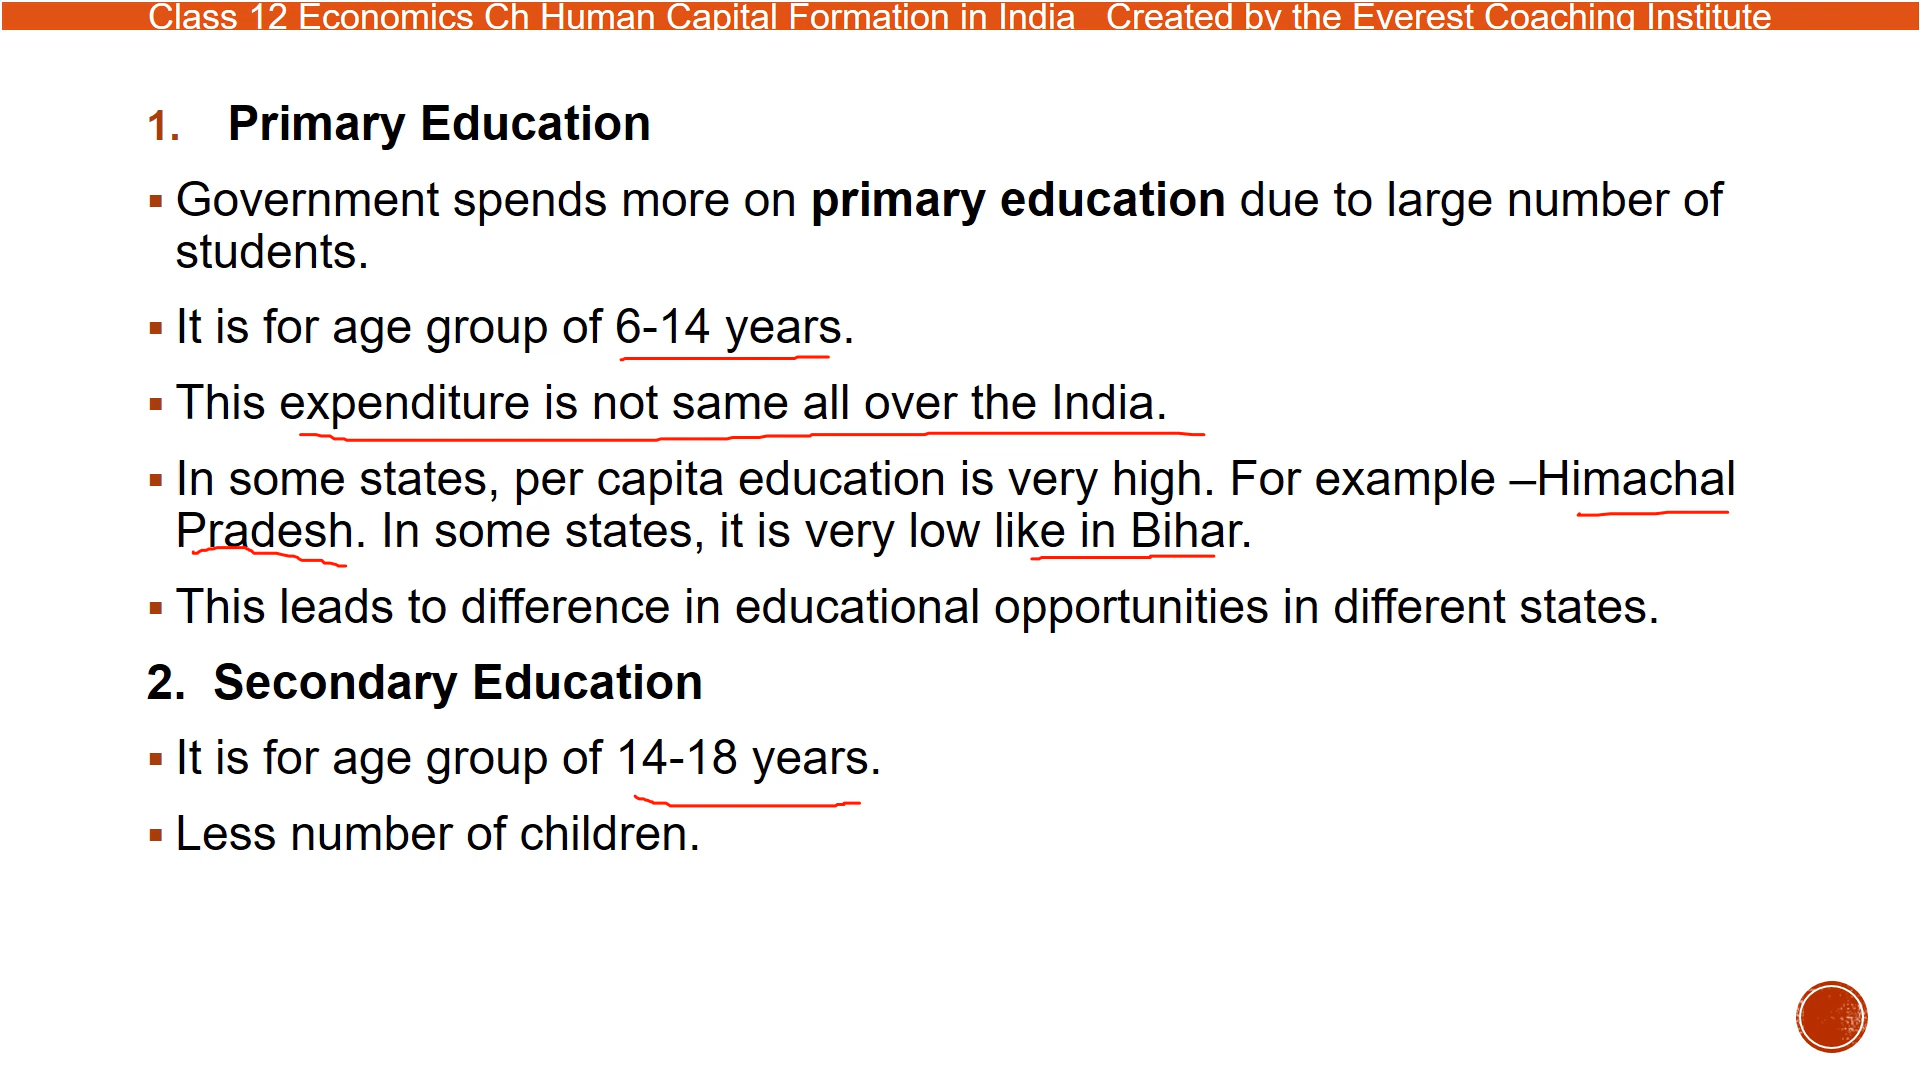 Class 12 Economics Ch Human Capital Formation in India   Created by the Everest Coaching Institute
1. Primary Education
▪ Government spends more on primary education due to large number of
students.
▪ It is for age group of 6-14 years.
▪ This expenditure is not same all over the India.
▪ In some states, per capita education is very high. For example –Himachal
Pradesh. In some states, it is very low like in Bihar.
▪ This leads to difference in educational opportunities in different states.
2. Secondary Education
▪ It is for age group of 14-18 years.
▪ Less number of children.